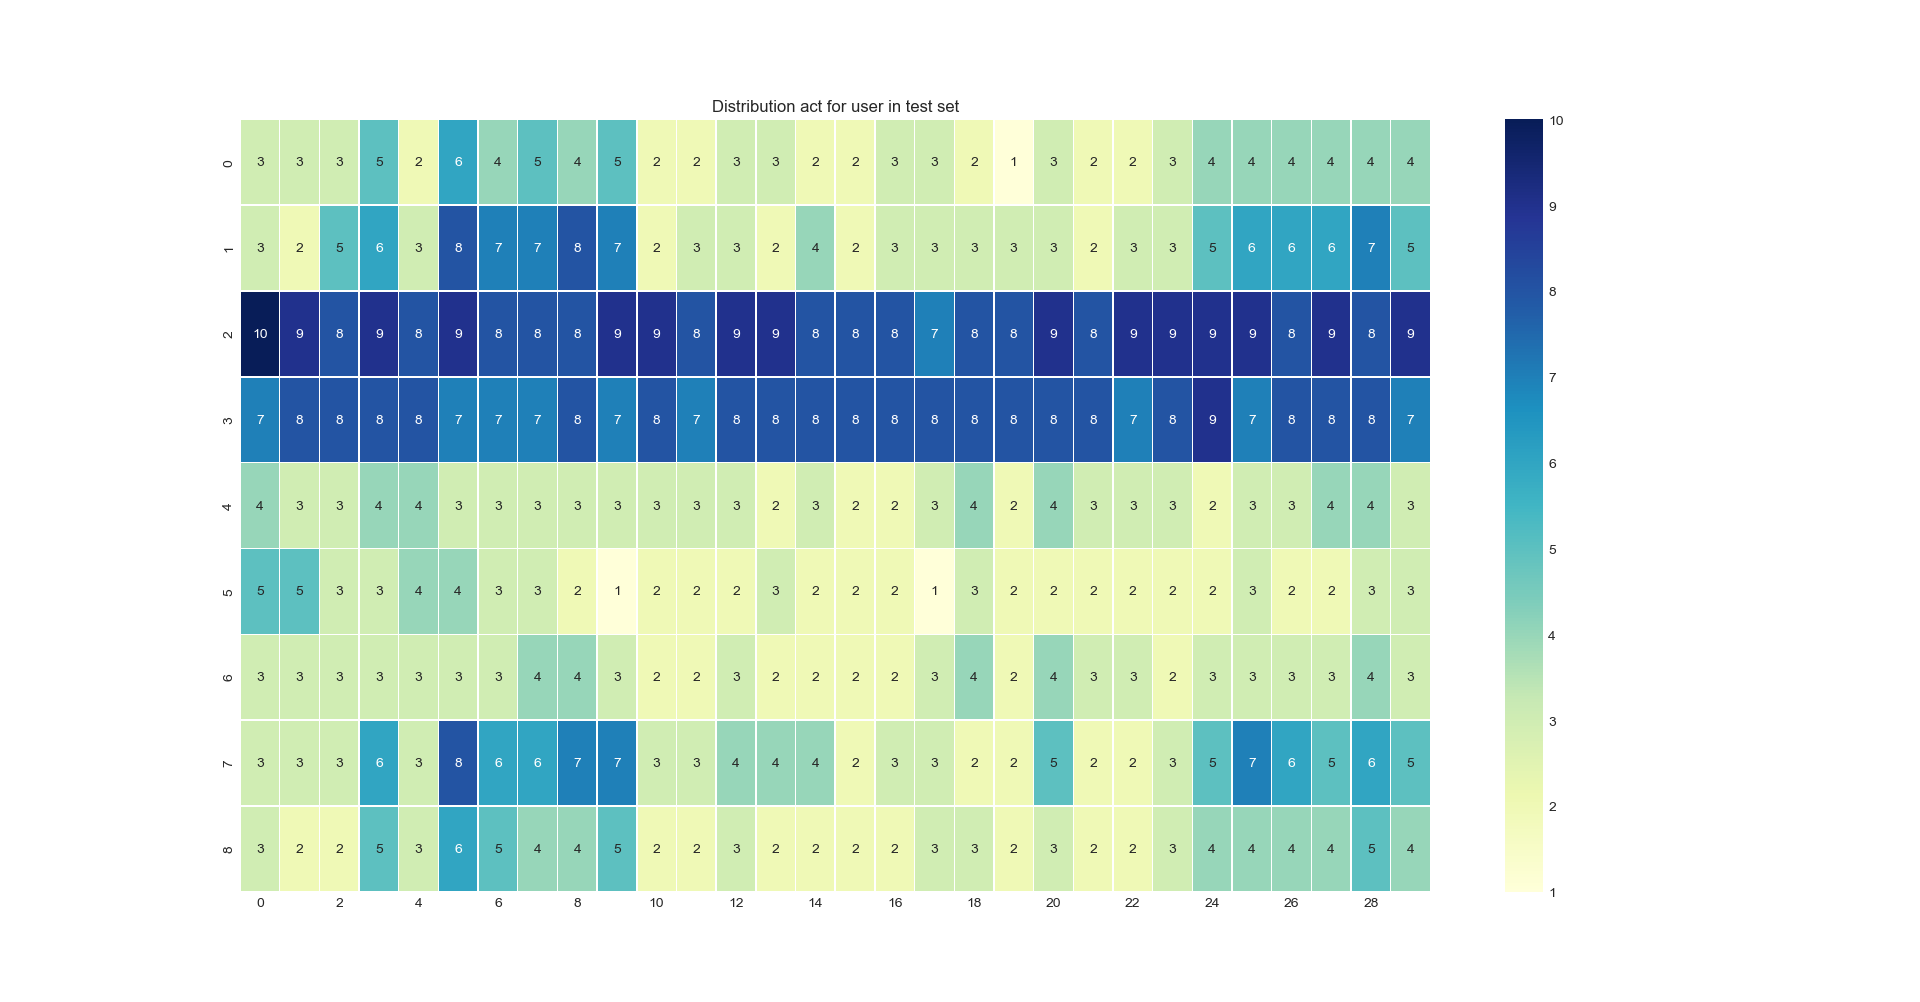 Distribution act for user in test set
0 3 3 3 5 2 6 4 5 4 5 2 2 3 3 2 2 3 3 2 1 3 2 2 3 4 4 4 4 4 4
1 3 2 5 6 3 8 7 7 8 7 2 3 3 2 4 2 3 3 3 3 3 2 3 3 5 6 6 6 7 5
2 10 9 8 9 8 9 8 8 8 9 9 8 9 9 8 8 8 7 8 8 9 8 9 9 9 9 8 9 8 9
3 7 8 8 8 8 7 7 7 8 7 8 7 8 8 8 8 8 8 8 8 8 8 7 8 9 7 8 8 8 7
4 4 3 3 4 4 3 3 3 3 3 3 3 3 2 3 2 2 3 4 2 4 3 3 3 2 3 3 4 4 3
5 5 5 3 3 4 4 3 3 2 1 2 2 2 3 2 2 2 1 3 2 2 2 2 2 2 3 2 2 3 3
6 3 3 3 3 3 3 3 4 4 3 2 2 3 2 2 2 2 3 4 2 4 3 3 2 3 3 3 3 4 3
7 3 3 3 6 3 8 6 6 7 7 3 3 4 4 4 2 3 3 2 2 5 2 2 3 5 7 6 5 6 5
8 3 2 2 5 3 6 5 4 4 5 2 2 3 2 2 2 2 3 3 2 3 2 2 3 4 4 4 4 5 4
0 2 4 6 8 10 12 14 16 18 20 22 24 26 28
10
9
8
7
6
5
4
3
2
1